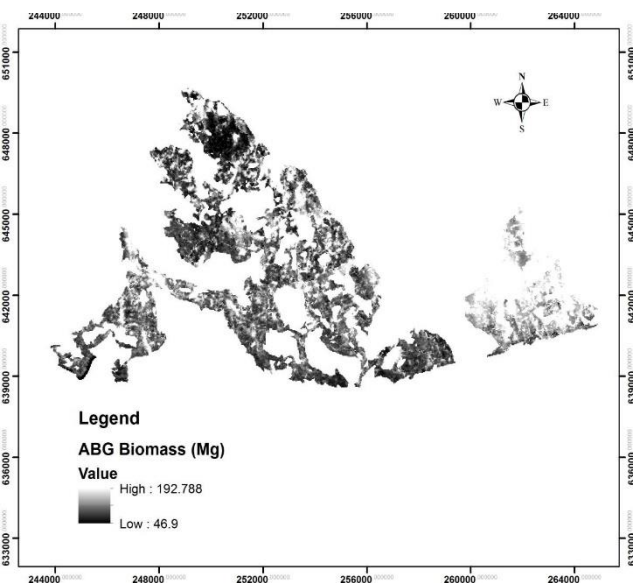 244000 248000 252000 256000 260000 264000
651000 651000
N
W E
S
648000 648000
645000 645000
642000 642000
639000 639000
Legend
ABG Biomass (Mg)
Value
High : 192.788
Low : 46.9
636000 636000
633000 633000
244000 248000 252000 256000 260000 264000